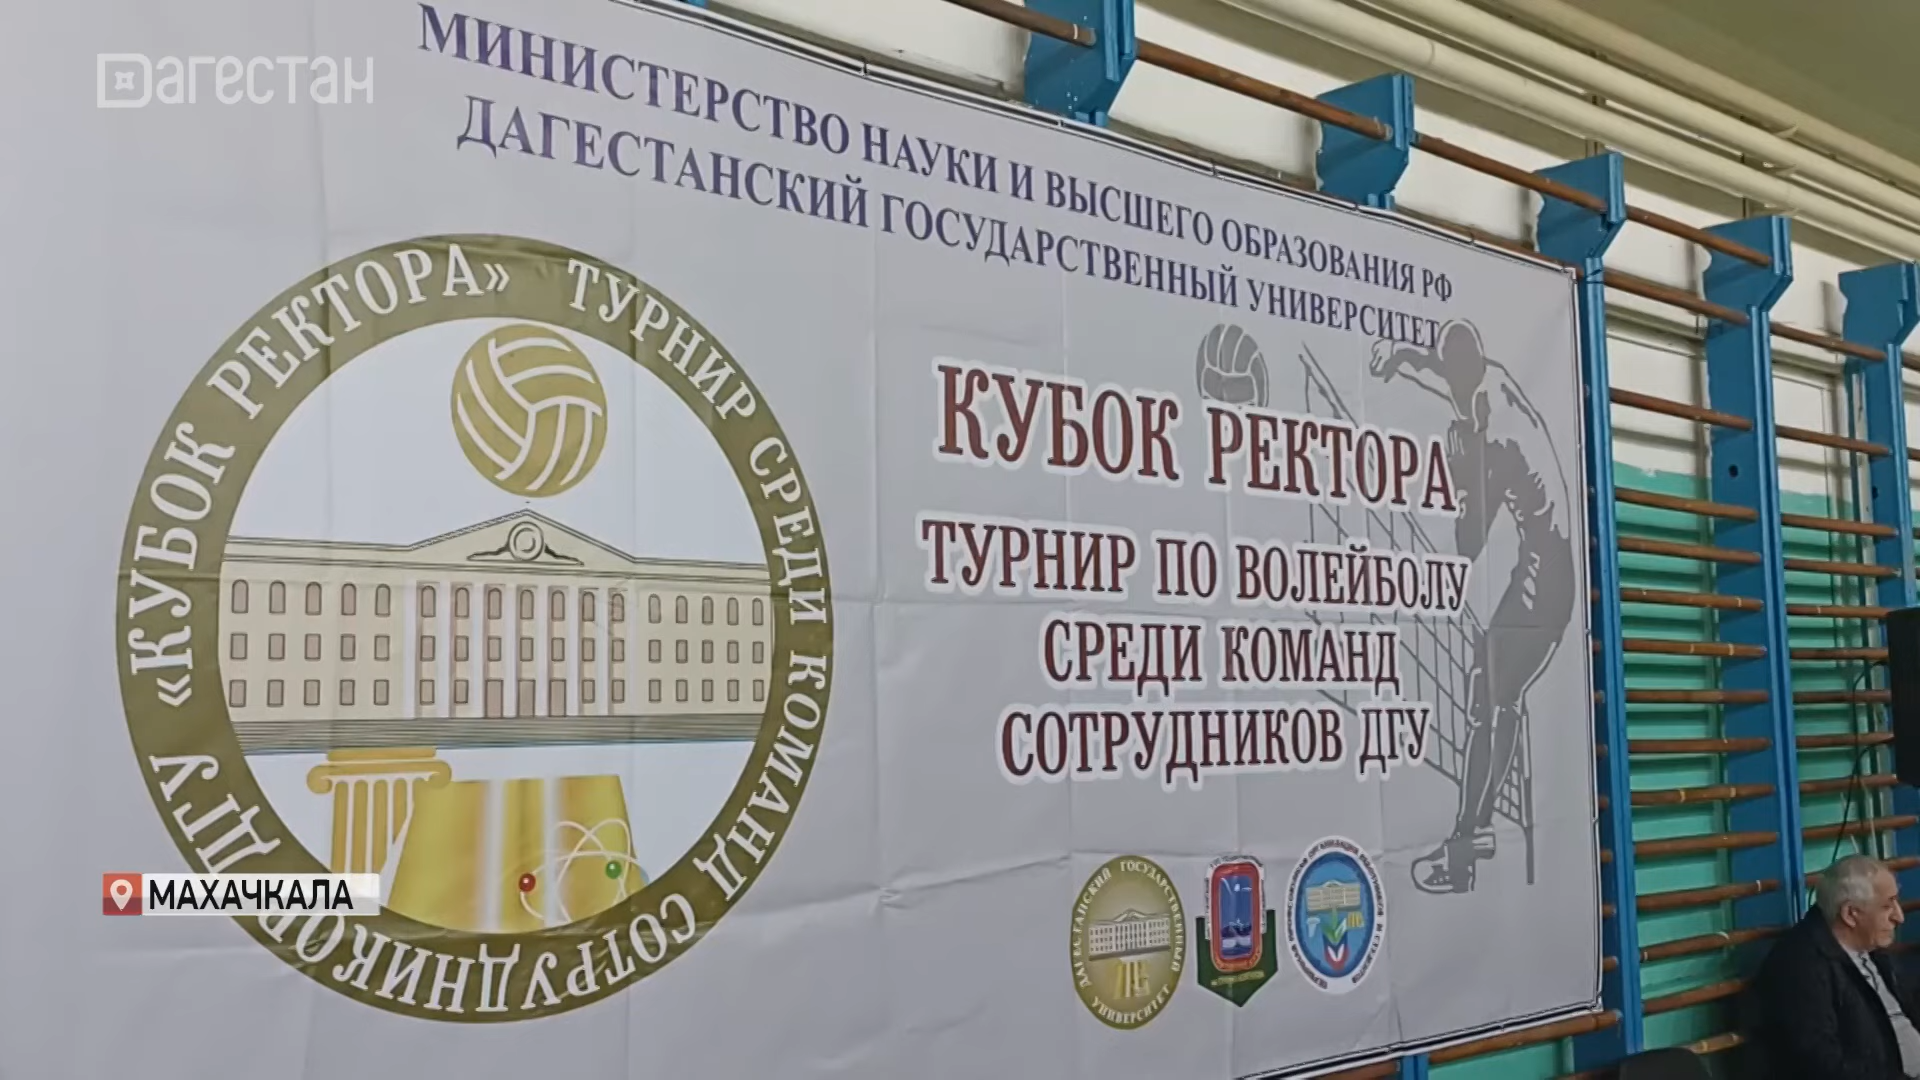 Дагестан
МИНИСТЕРСТВО НАУКИ И ВЫСШЕГО ОБРАЗОВАНИЯ РФ
ДАГЕСТАНСКИЙ ГОСУДАРСТВЕННЫЙ УНИВЕРСИТЕТ
«КУБОК РЕКТОРА» ТУРНИР СРЕДИ КОМАНД СОТРУДНИКОВ ДГУ
КУБОК РЕКТОРА
ТУРНИР ПО ВОЛЕЙБОЛУ
СРЕДИ КОМАНД
СОТРУДНИКОВ ДГУ
ДАГЕСТАНСКИЙ ГОСУДАРСТВЕННЫЙ УНИВЕРСИТЕТ
МАХАЧКАЛА